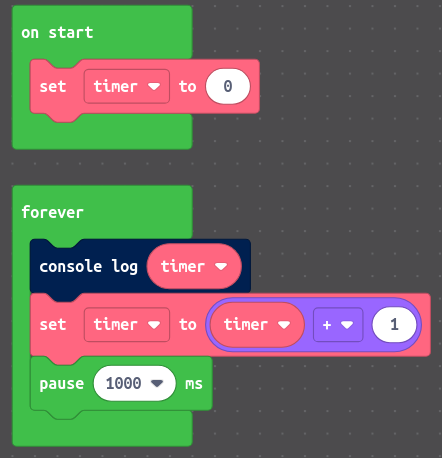 on start
set timer to 0
forever
console log timer
set timer to timer + 1
pause 1000 ms